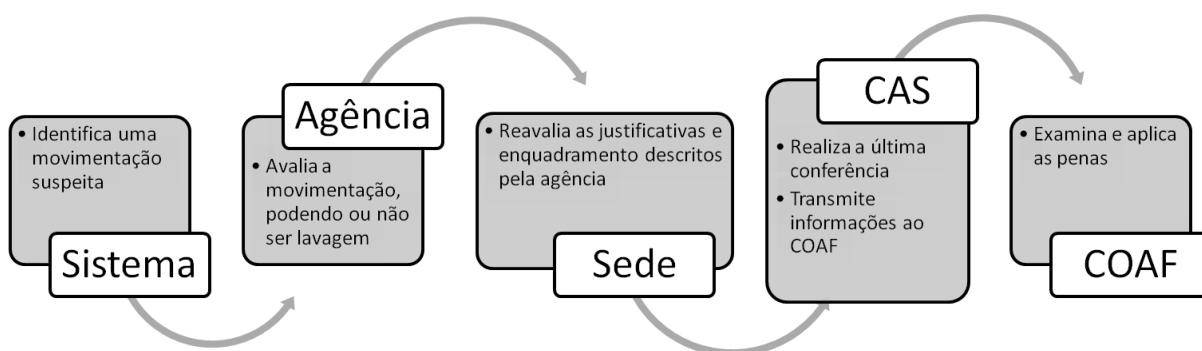 • Identifica uma
movimentação
suspeita
Sistema
Agência
• Avalia a
movimentação,
podendo ou não
ser lavagem
• Reavalia as justificativas e
enquadramento descritos
pela agência
Sede
CAS
• Realiza a última
conferência
• Transmite
informações ao
COAF
• Examina e aplica
as penas
COAF